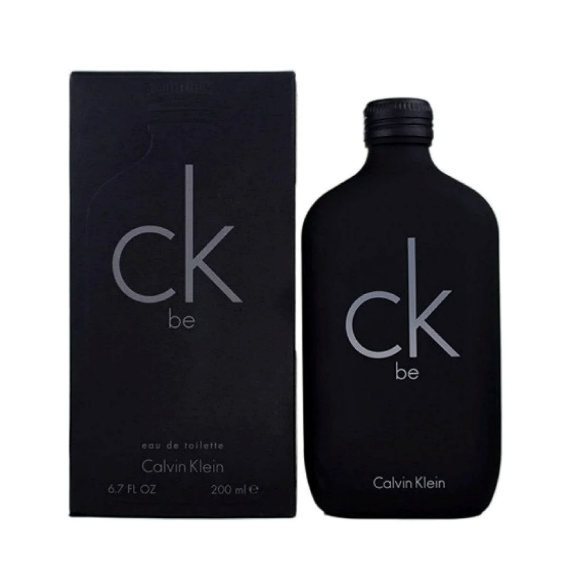 ck
be
eau de toilette
Calvin Klein
6.7 FL OZ 200 ml ℮
ck
be
Calvin Klein